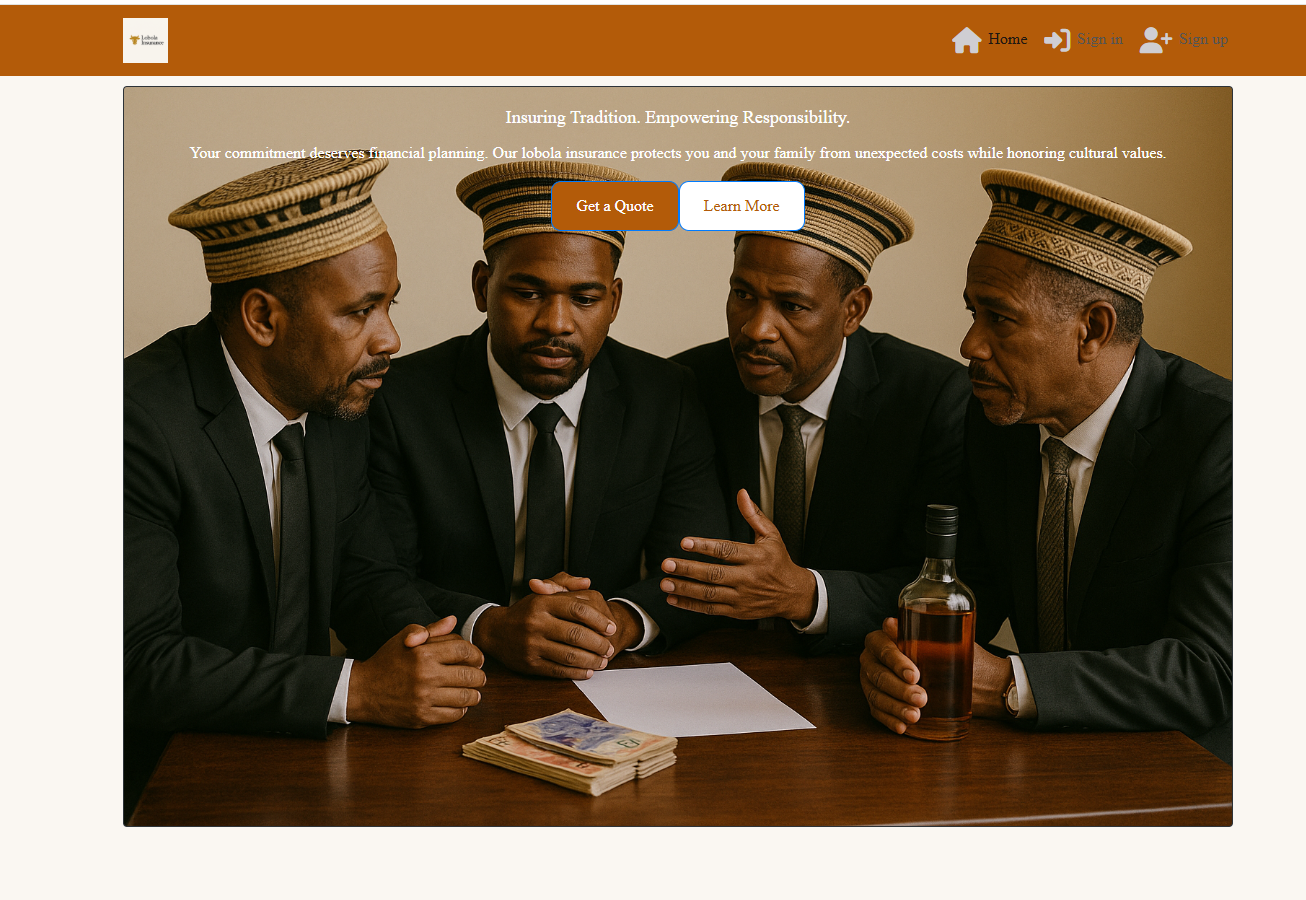 Lobola
Insurance
Home
Sign in
Sign up
Insuring Tradition. Empowering Responsibility.
Your commitment deserves financial planning. Our lobola insurance protects you and your family from unexpected costs while honoring cultural values.
Get a Quote
Learn More